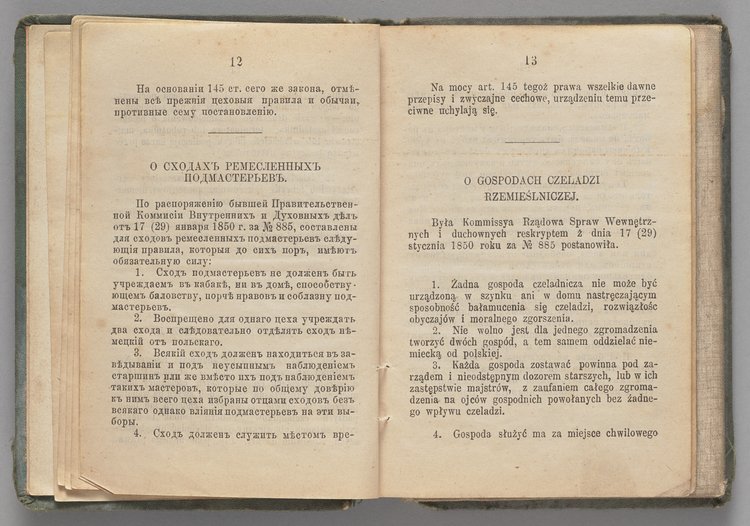 12
На основаніи 145 ст. сего же закона, отмѣ-
нены всѣ прежнія цеховыя правила и обычаи,
противные сему постановленію.
О СХОДАХЪ РЕМЕСЛЕННЫХЪ
ПОДМАСТЕРЬЕВЪ.
По распоряженію бывшей Правительствен-
ной Коммисіи Внутреннихъ и Духовныхъ дѣлъ
отъ 17 (29) января 1850 г. за № 885, составлены
для сходовъ ремесленныхъ подмастерьевъ слѣду-
ющія правила, которыя до сихъ поръ, имѣютъ
обязательную силу:
1. Сходъ подмастерьевъ не долженъ быть
учреждаемъ въ кабакѣ, ни въ домѣ, способству-
ющемъ баловству, порчѣ нравовъ и соблазну под-
мастерьевъ.
2. Воспрещено для однаго цеха учреждать
два схода и слѣдовательно отдѣлять сходъ нѣ-
мецкій отъ польскаго.
3. Всякій сходъ долженъ находиться въ за-
вѣдываніи и подъ неусыпнымъ наблюденіемъ
старшинъ или же вмѣсто ихъ подъ наблюденіемъ
такихъ мастеровъ, которые по общему довѣрію
къ нимъ всего цеха избраны отцами сходовъ безъ
всякаго однако вліянія подмастерьевъ на эти вы-
боры.
4. Сходъ долженъ служить мѣстомъ вре-
13
Na mocy art. 145 tegoż prawa wszelkie dawne
przepisy i zwyczajne cechowe, urządzeniu temu prze-
ciwne uchylają się.
O GOSPODACH CZELADZI
RZEMIEŚLNICZEJ.
Była Kommissya Rządowa Spraw Wewnętrz-
nych i duchownych reskryptem ż dnia 17 (29)
stycznia 1850 roku za № 885 postanowiła.
1. Żadna gospoda czeladnicza nie może być
urządzoną w szynku ani w domu nastręczającym
sposobność bałamucenia się czeladzi, rozwiązłośc
obyczajów i moralnego zgorszenia.
2. Nie wolno jest dla jednego zgromadzenia
tworzyć dwóch gospód, a tem samem oddzielać nie-
miecką od polskiej.
3. Każda gospoda zostawać powinna pod za-
rządem i nieodstępnym dozorem starszych, lub w ich
zastępstwie majstrów, z zaufaniem całego zgroma-
dzenia na ojców gospodnich powołanych bez żadne-
go wpływu czeladzi.
4. Gospoda służyć ma za miejsce chwilowego